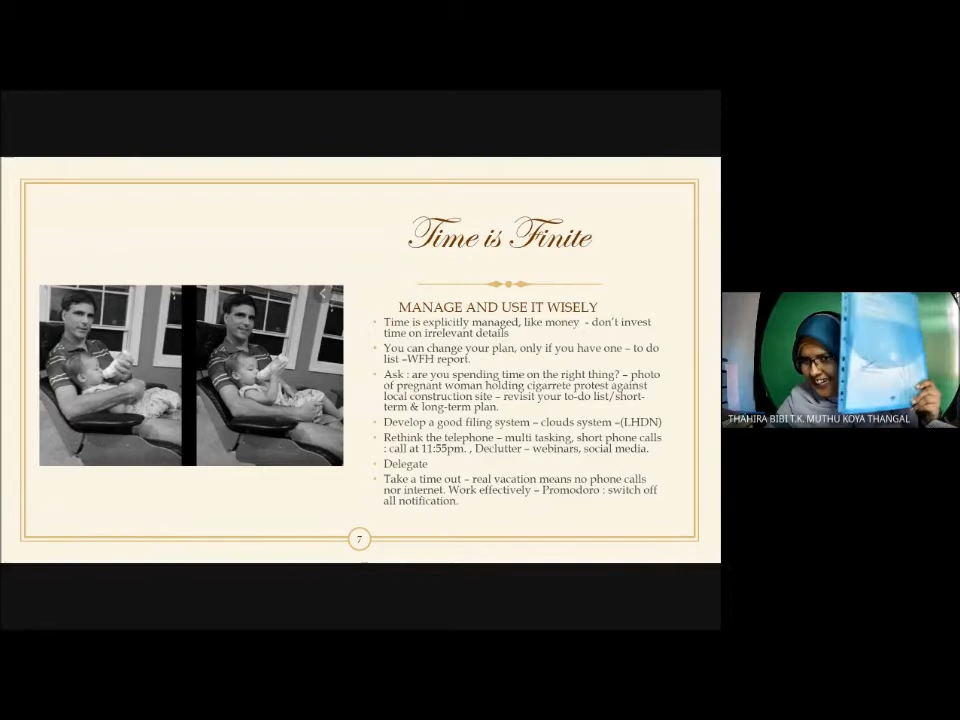 Time is Finite
MANAGE AND USE IT WISELY
• Time is explicitly managed, like money - don't invest
time on irrelevant details
• You can change your plan, only if you have one – to do
list –WFH report.
• Ask : are you spending time on the right thing? – photo
of pregnant woman holding cigarrete protest against
local construction site – revisit your to-do list/short-
term & long-term plan.
• Develop a good filing system – clouds system –(LHDN)
• Rethink the telephone – multi tasking, short phone calls
: call at 11:55pm. , Declutter – webinars, social media.
• Delegate
• Take a time out – real vacation means no phone calls
nor internet. Work effectively – Promodoro : switch off
all notification.
7
THAHIRA BIBI T.K. MUTHU KOYA THANGAL